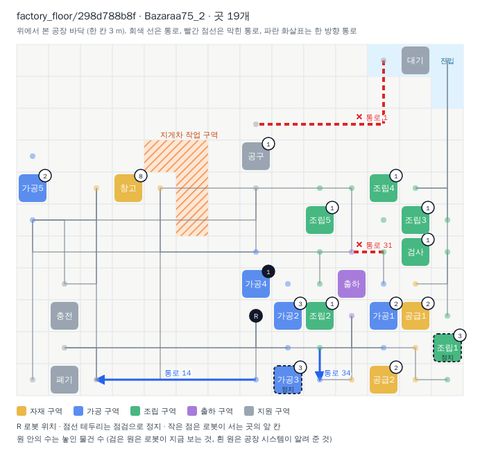 factory_floor/298d788b8f · Bazaraa75_2 · 곳 19개
위에서 본 공장 바닥 (한 칸 3 m). 회색 선은 통로, 빨간 점선은 막힌 통로, 파란 화살표는 한 방향 통로
대기
✕ 통로 1
지게차 작업 구역
공구 1
가공5 2
창고 8
조립4 1
조립5 1
조립3 1
✕ 통로 31
검사 1
가공4 1
출하
충전
R
가공2 3
조립2 1
가공1 2
공급1 2
조립1 3
정지
폐기
통로 14
가공3
정지
통로 34
공급2 2
자재 구역
가공 구역
조립 구역
출하 구역
지원 구역
R 로봇 위치 · 점선 테두리는 점검으로 정지 · 작은 점은 로봇이 서는 곳의 앞 칸
원 안의 수는 놓인 물건 수 (검은 원은 로봇이 지금 보는 것, 흰 원은 공장 시스템이 알려 준 것)